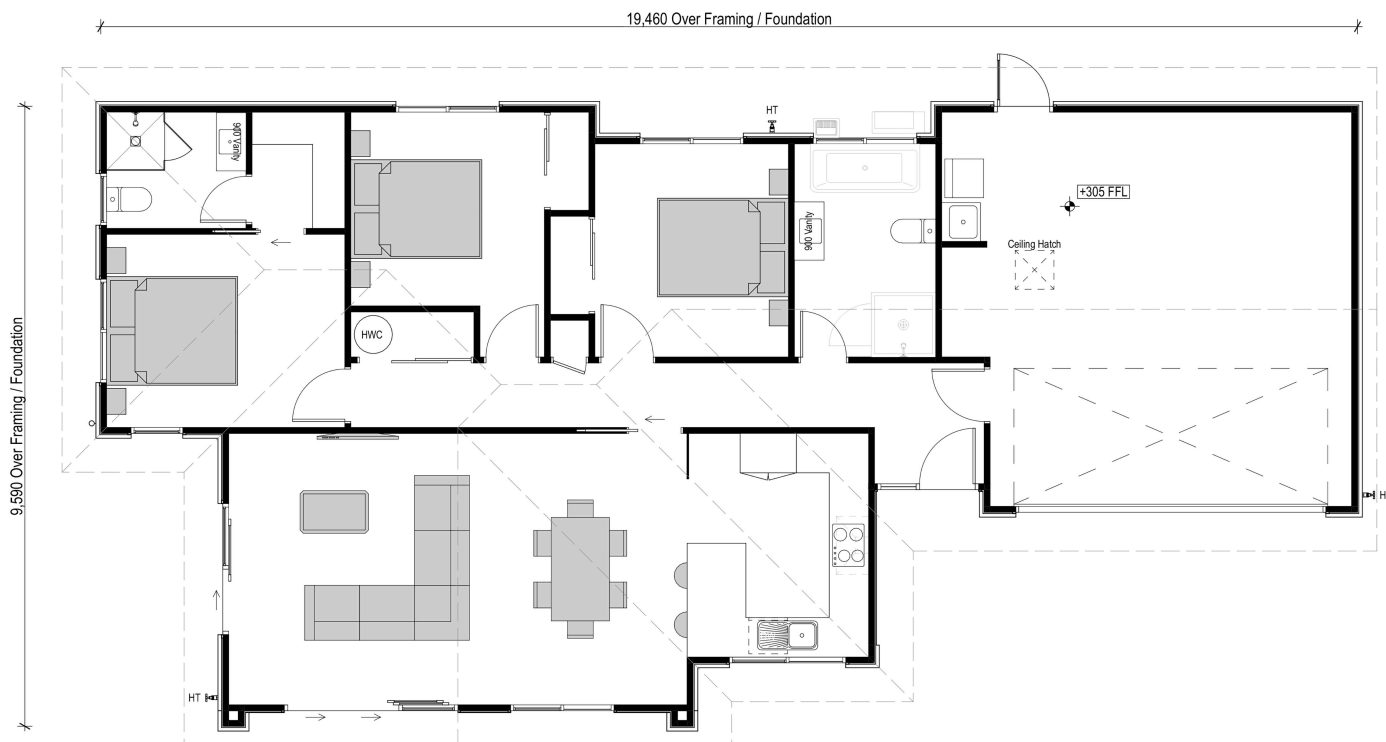 19,460 Over Framing / Foundation
HT
900 Vanity
+305 FFL
900 Vanity
Ceiling Hatch
HWC
9,590 Over Framing / Foundation
H
HT